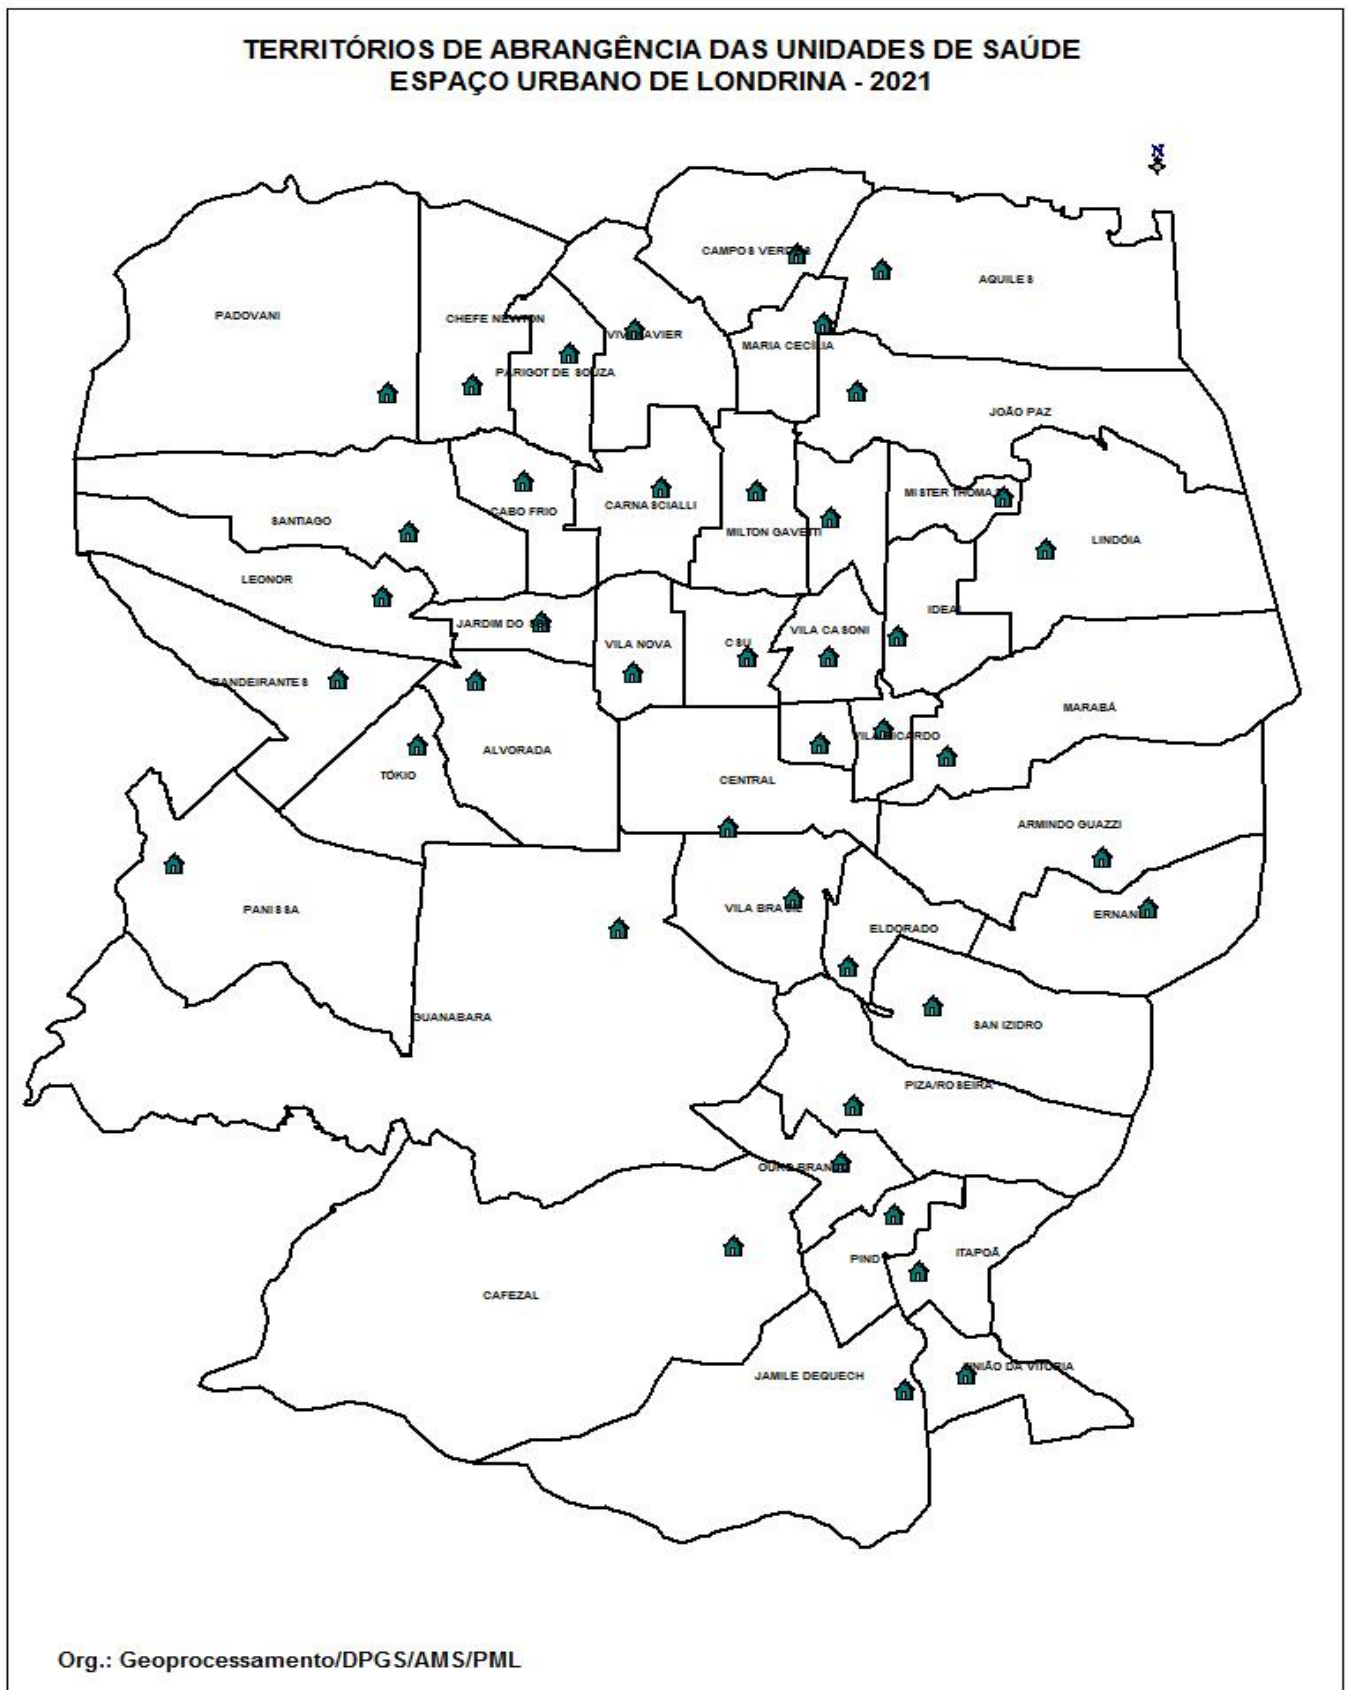 TERRITÓRIOS DE ABRANGÊNCIA DAS UNIDADES DE SAÚDE
ESPAÇO URBANO DE LONDRINA - 2021
N
CAMPOS VERDES
AQUILES
PADOVANI
CHEFE NEWTON
VIVI XAVIER
MARIA CECÍLIA
PARIGOT DE SOUZA
JOÃO PAZ
MISTER THOMAS
CARNASCIALLI
CABO FRIO
SANTIAGO
MILTON GAVETTI
LINDÓIA
LEONOR
IDEAL
JARDIM DO SOL
VILA CASONI
VILA NOVA
CSU
BANDEIRANTES
MARABÁ
VILA RICARDO
ALVORADA
TÓKIO
CENTRAL
ARMINDO GUAZZI
PANISSA
VILA BRASIL
ERNANI
ELDORADO
GUANABARA
SAN IZIDRO
PIZA/ROSEIRA
OURO BRANCO
ITAPOÃ
PIND
CAFEZAL
UNIÃO DA VITÓRIA
JAMILE DEQUECH
Org.: Geoprocessamento/DPGS/AMS/PML